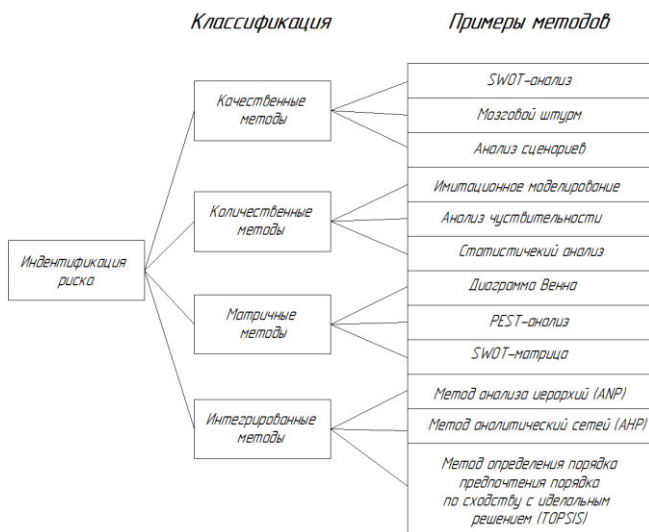 Классификация
Примеры методов
Индентификация
риска
Качественные
методы
SWOT-анализ
Мозговой штурм
Анализ сценариев
Количественные
методы
Имитационное моделирование
Анализ чуствительности
Статистичекий анализ
Матричные
методы
Диаграмма Венна
PEST-анализ
SWOT-матрица
Интегрированные
методы
Метод анализа иерархий (ANP)
Метод аналитический сетей (AHP)
Метод определения порядка
предпочтения порядка
по сходству с идеальным
решением (TOPSIS)